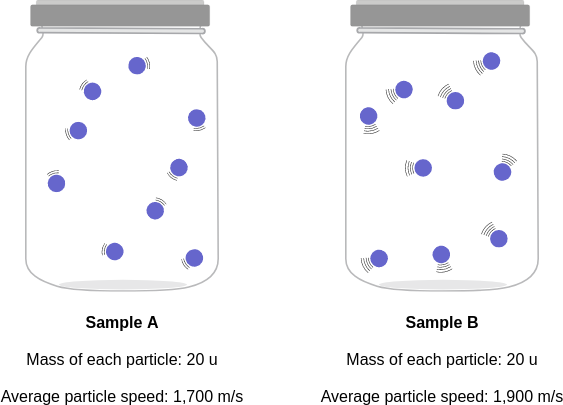 Sample A
Mass of each particle: 20 u
Average particle speed: 1,700 m/s
Sample B
Mass of each particle: 20 u
Average particle speed: 1,900 m/s